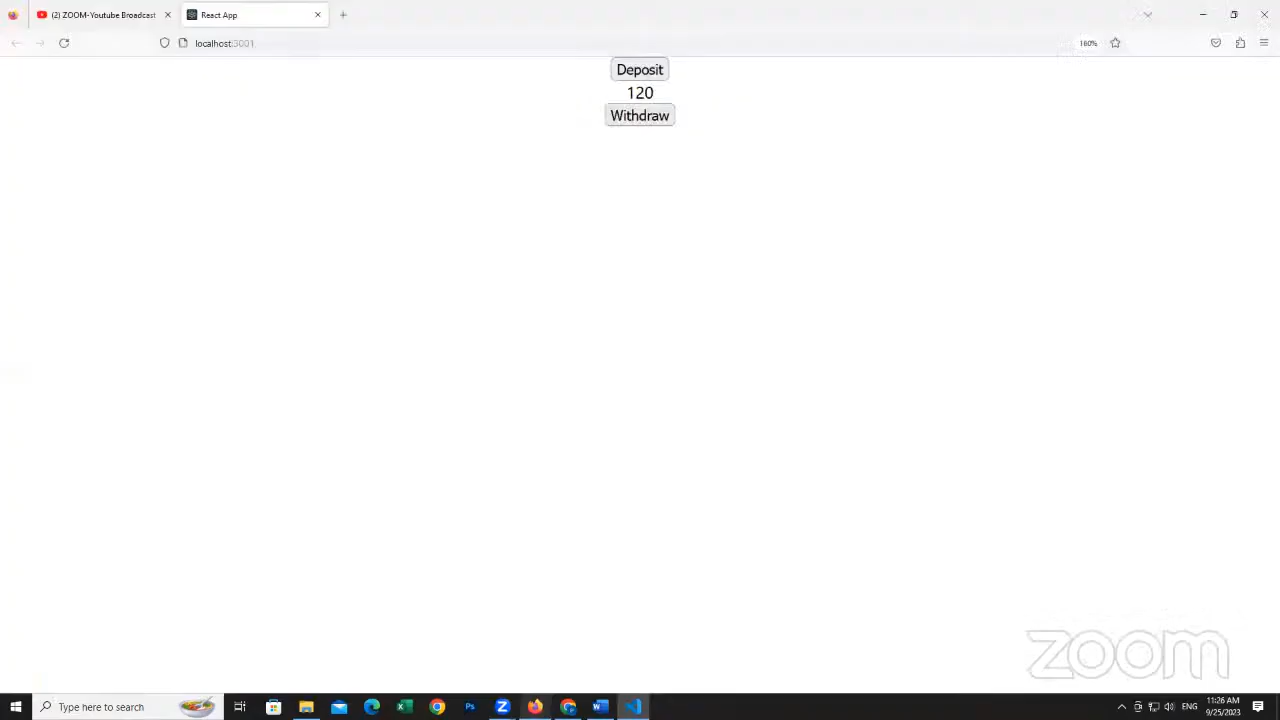 (2) ZOOM-Youtube Broadcast
React App
localhost:3001
160%
Deposit
120
Withdraw
zoom
Type here to search
ENG
11:26 AM
9/25/2023